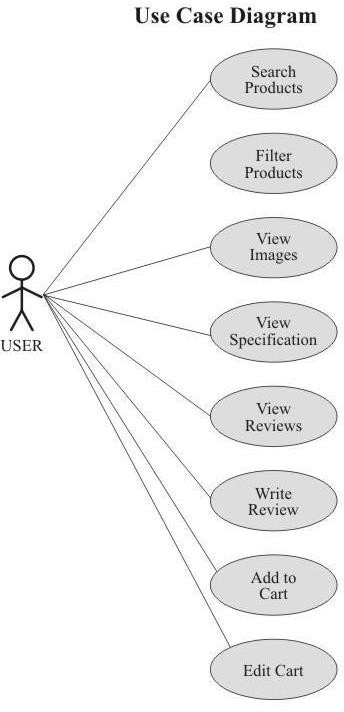 Use Case Diagram
Search
Products
Filter
Products
View
Images
View
Specification
USER
View
Reviews
Write
Review
Add to
Cart
Edit Cart